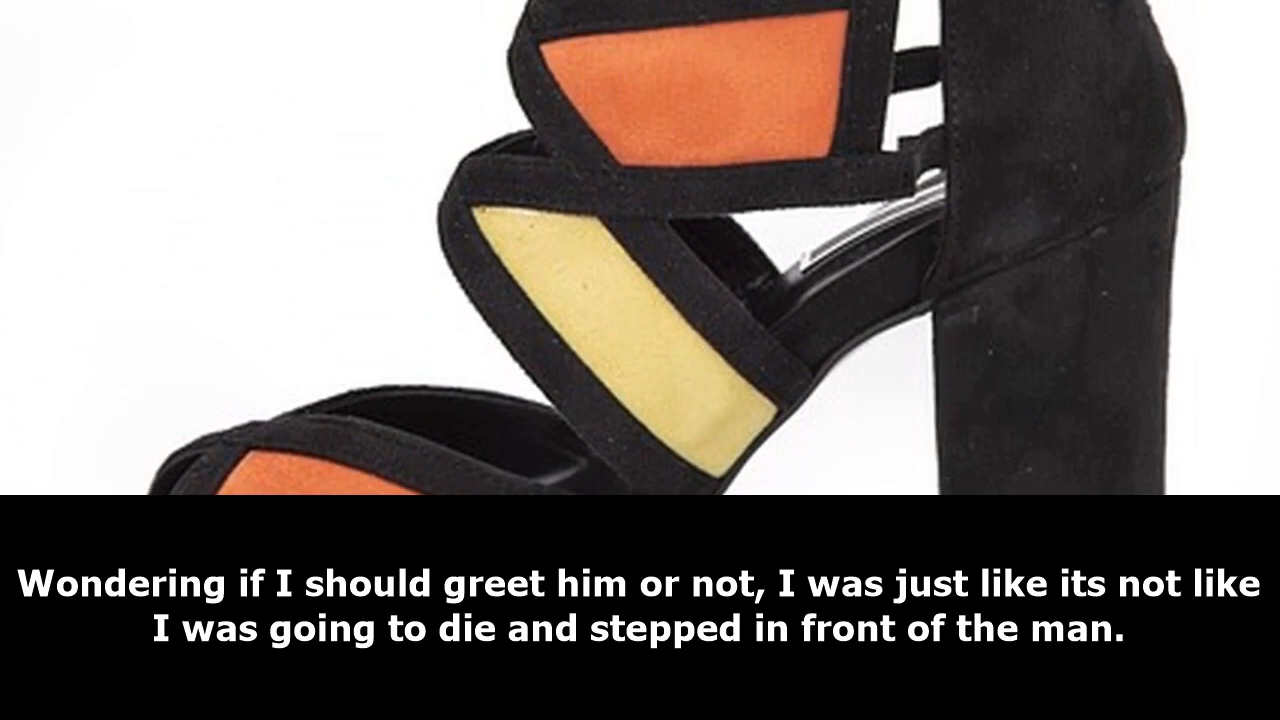 Wondering if I should greet him or not, I was just like its not like
I was going to die and stepped in front of the man.